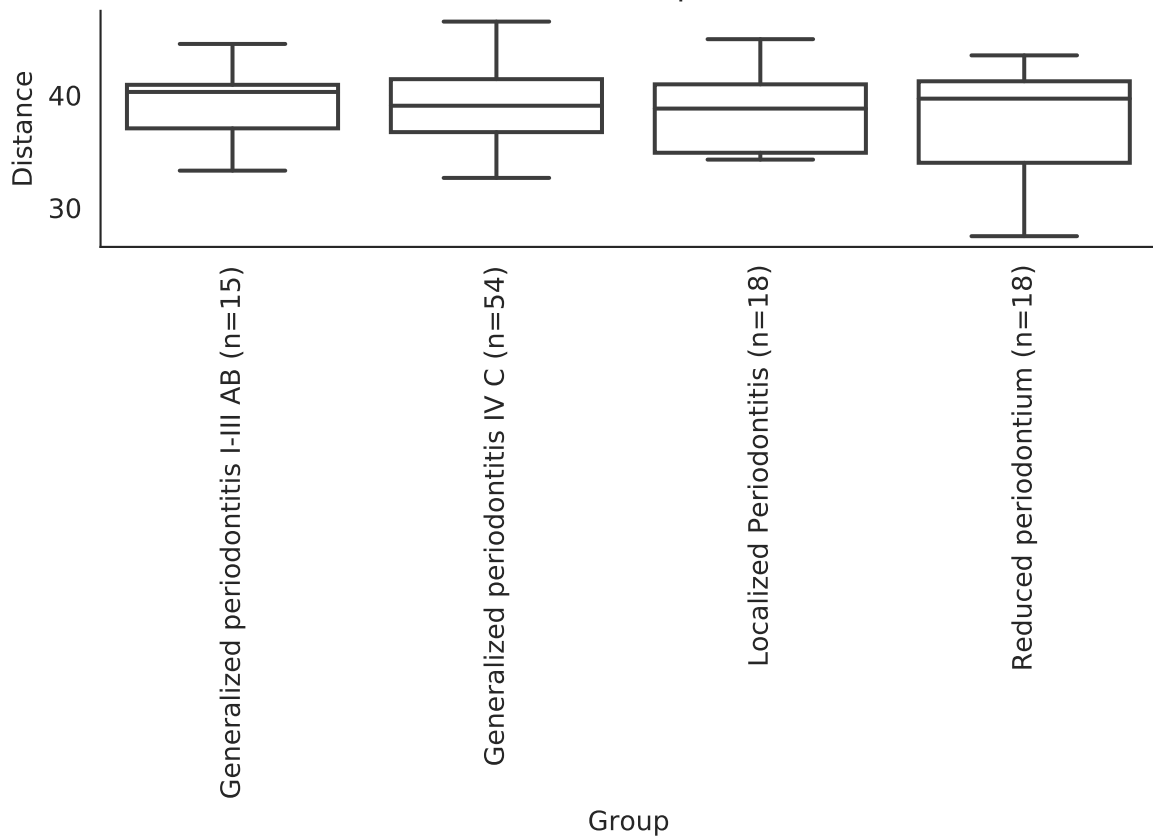 Distance
40
30
Generalized periodontitis I-III AB (n=15)
Generalized periodontitis IV C (n=54)
Localized Periodontitis (n=18)
Reduced periodontium (n=18)
Group